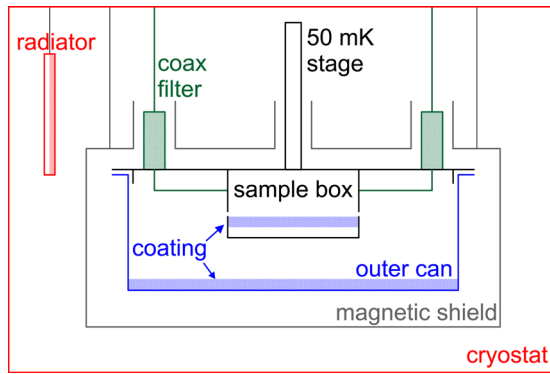 radiator
coax
filter
50 mK
stage
sample box
coating
outer can
magnetic shield
cryostat